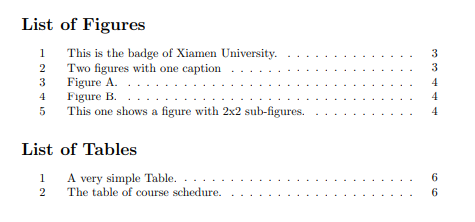 List of Figures
1 This is the badge of Xiamen University. . . . . . . . . . . . . . . 3
2 Two figures with one caption . . . . . . . . . . . . . . . . . . . 3
3 Figure A. . . . . . . . . . . . . . . . . . . . . . . . . . . . 4
4 Figure B. . . . . . . . . . . . . . . . . . . . . . . . . . . . 4
5 This one shows a figure with 2x2 sub-figures. . . . . . . . . . . . 4
List of Tables
1 A very simple Table. . . . . . . . . . . . . . . . . . . . . . . . 6
2 The table of course schedure. . . . . . . . . . . . . . . . . . . . 6